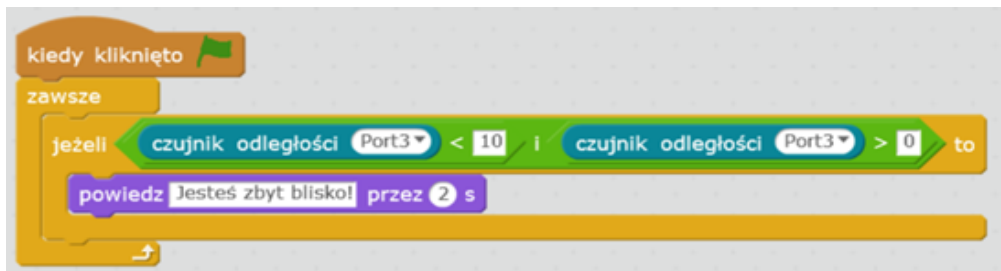 kiedy kliknięto
zawsze
jeżeli czujnik odległości Port3 < 10 i czujnik odległości Port3 > 0 to
powiedz Jesteś zbyt blisko! przez 2 s